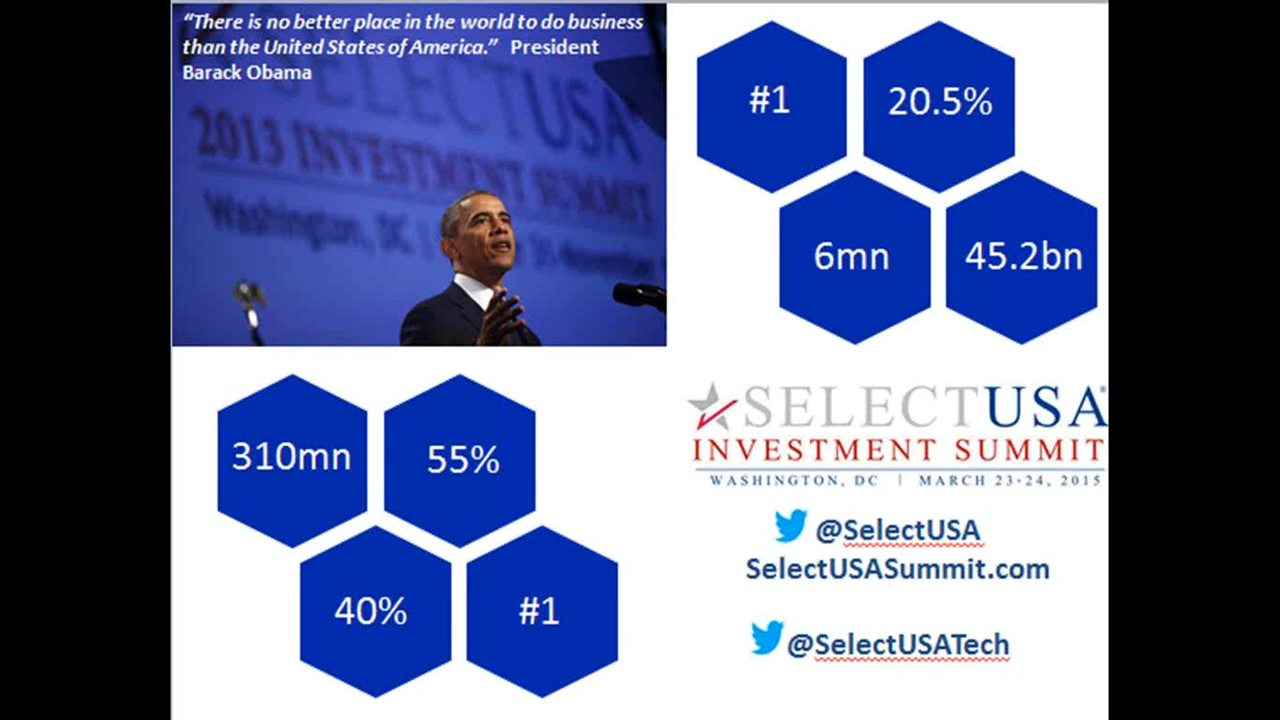 “There is no better place in the world to do business
than the United States of America.” President
Barack Obama
SELECTUSA
2013 INVESTMENT SUMMIT
Washington, DC |
#1
20.5%
6mn
45.2bn
310mn
55%
40%
#1
SELECTUSA®
INVESTMENT SUMMIT
WASHINGTON, DC | MARCH 23-24, 2015
@SelectUSA
SelectUSASummit.com
@SelectUSATech